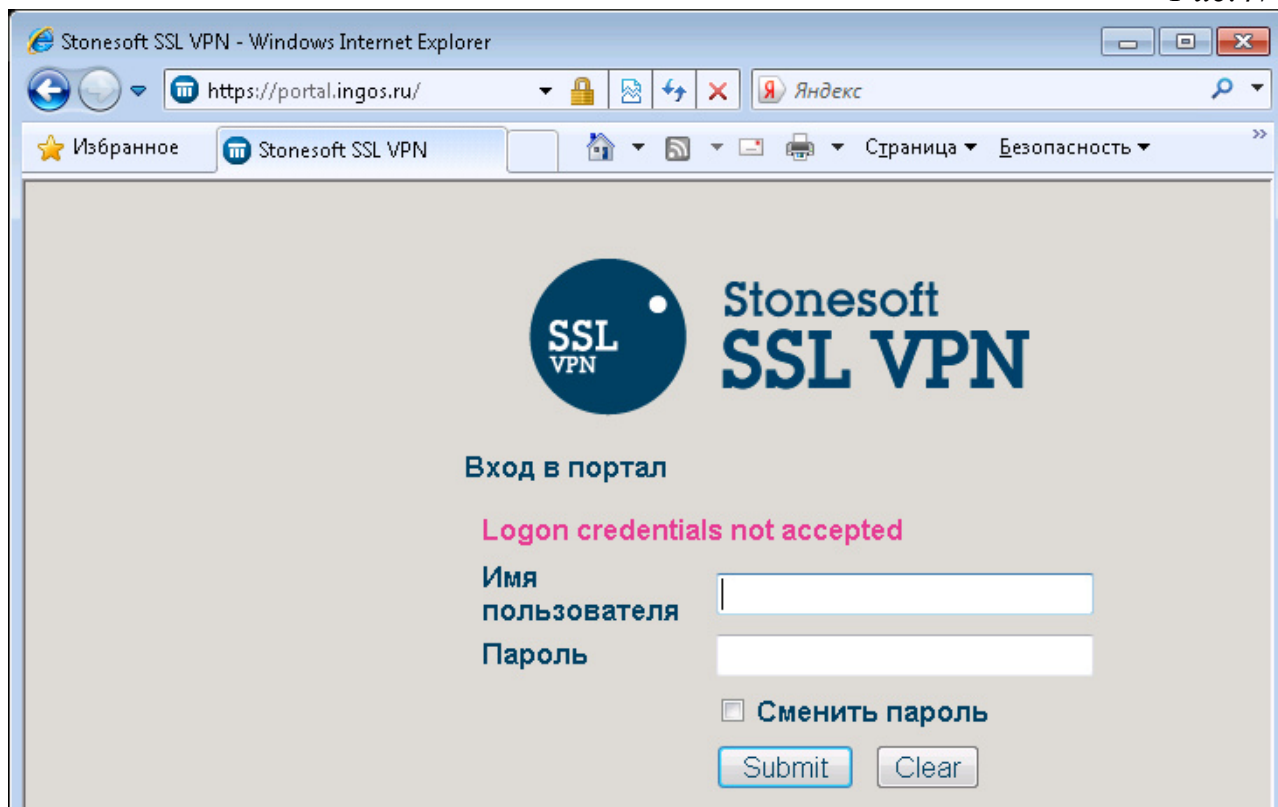 Stonesoft SSL VPN - Windows Internet Explorer
https://portal.ingos.ru/
Яндекс
Избранное
Stonesoft SSL VPN
Страница
Безопасность
SSL
VPN
Stonesoft
SSL VPN
Вход в портал
Logon credentials not accepted
Имя
пользователя
Пароль
Сменить пароль
Submit
Clear